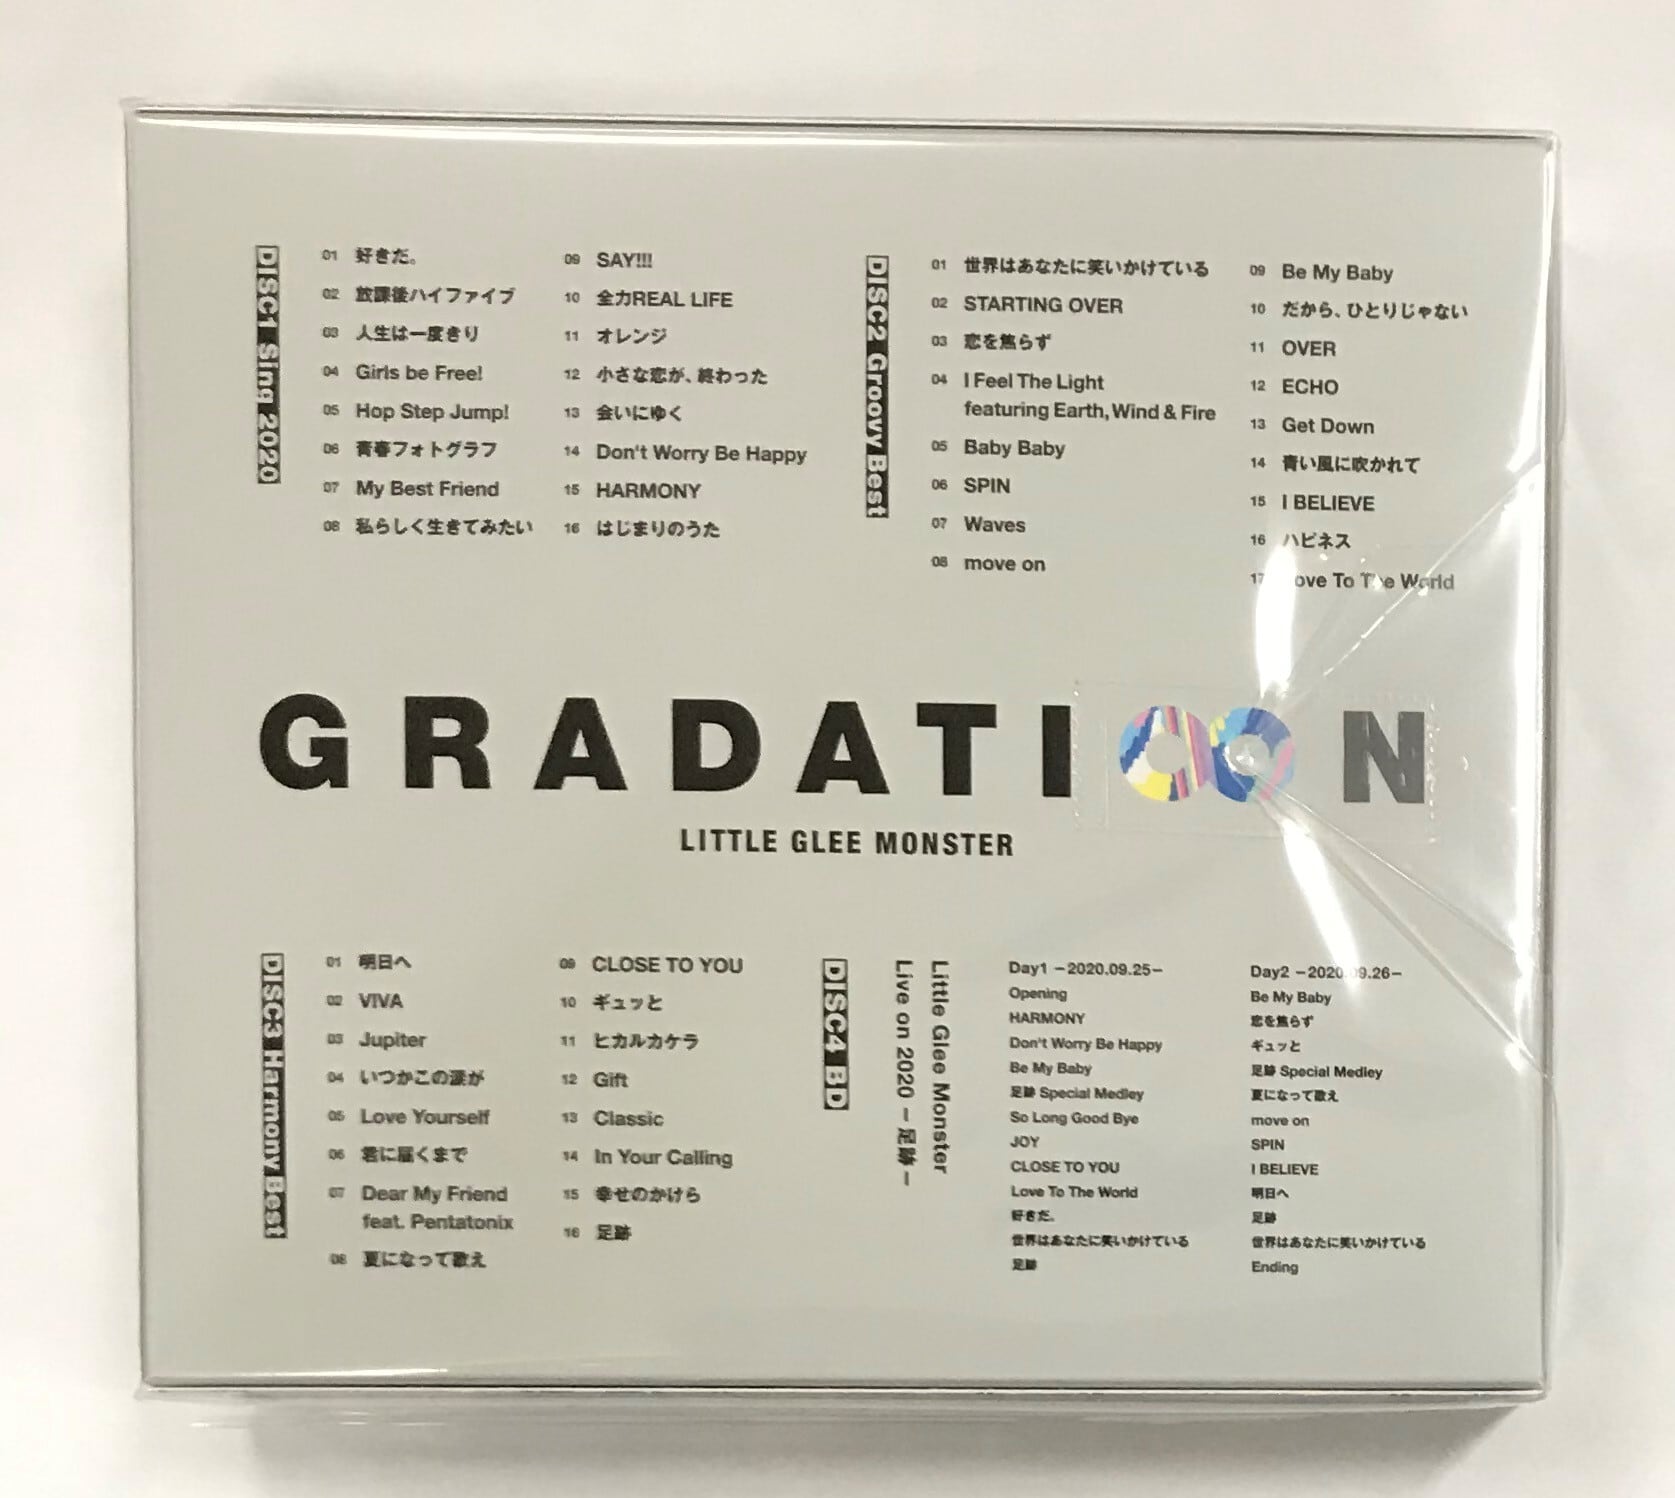 DISC1 Sing 2020
01 好きだ。
02 放課後ハイファイブ
03 人生は一度きり
04 Girls be Free!
05 Hop Step Jump!
06 青春フォトグラフ
07 My Best Friend
08 私らしく生きてみたい
09 SAY!!!
10 全力REAL LIFE
11 オレンジ
12 小さな恋が、終わった
13 会いにゆく
14 Don't Worry Be Happy
15 HARMONY
16 はじまりのうた
DISC2 Groovy Best
01 世界はあなたに笑いかけている
02 STARTING OVER
03 恋を焦らず
04 I Feel The Light
featuring Earth, Wind & Fire
05 Baby Baby
06 SPIN
07 Waves
08 move on
09 Be My Baby
10 だから、ひとりじゃない
11 OVER
12 ECHO
13 Get Down
14 青い風に吹かれて
15 I BELIEVE
16 ハピネス
17 Love To The World
GRADATIOON
LITTLE GLEE MONSTER
DISC3 Harmony Best
01 明日へ
02 VIVA
03 Jupiter
04 いつかこの涙が
05 Love Yourself
06 君に届くまで
07 Dear My Friend
feat. Pentatonix
08 夏になって歌え
09 CLOSE TO YOU
10 ギュッと
11 ヒカルカケラ
12 Gift
13 Classic
14 In Your Calling
15 幸せのかけら
16 足跡
DISC4 BD
Little Glee Monster
Live on 2020 −足跡−
Day1 −2020.09.25−
Opening
HARMONY
Don't Worry Be Happy
Be My Baby
足跡 Special Medley
So Long Good Bye
JOY
CLOSE TO YOU
Love To The World
好きだ。
世界はあなたに笑いかけている
足跡
Day2 −2020.09.26−
Be My Baby
恋を焦らず
ギュッと
足跡 Special Medley
夏になって歌え
move on
SPIN
I BELIEVE
明日へ
足跡
世界はあなたに笑いかけている
Ending